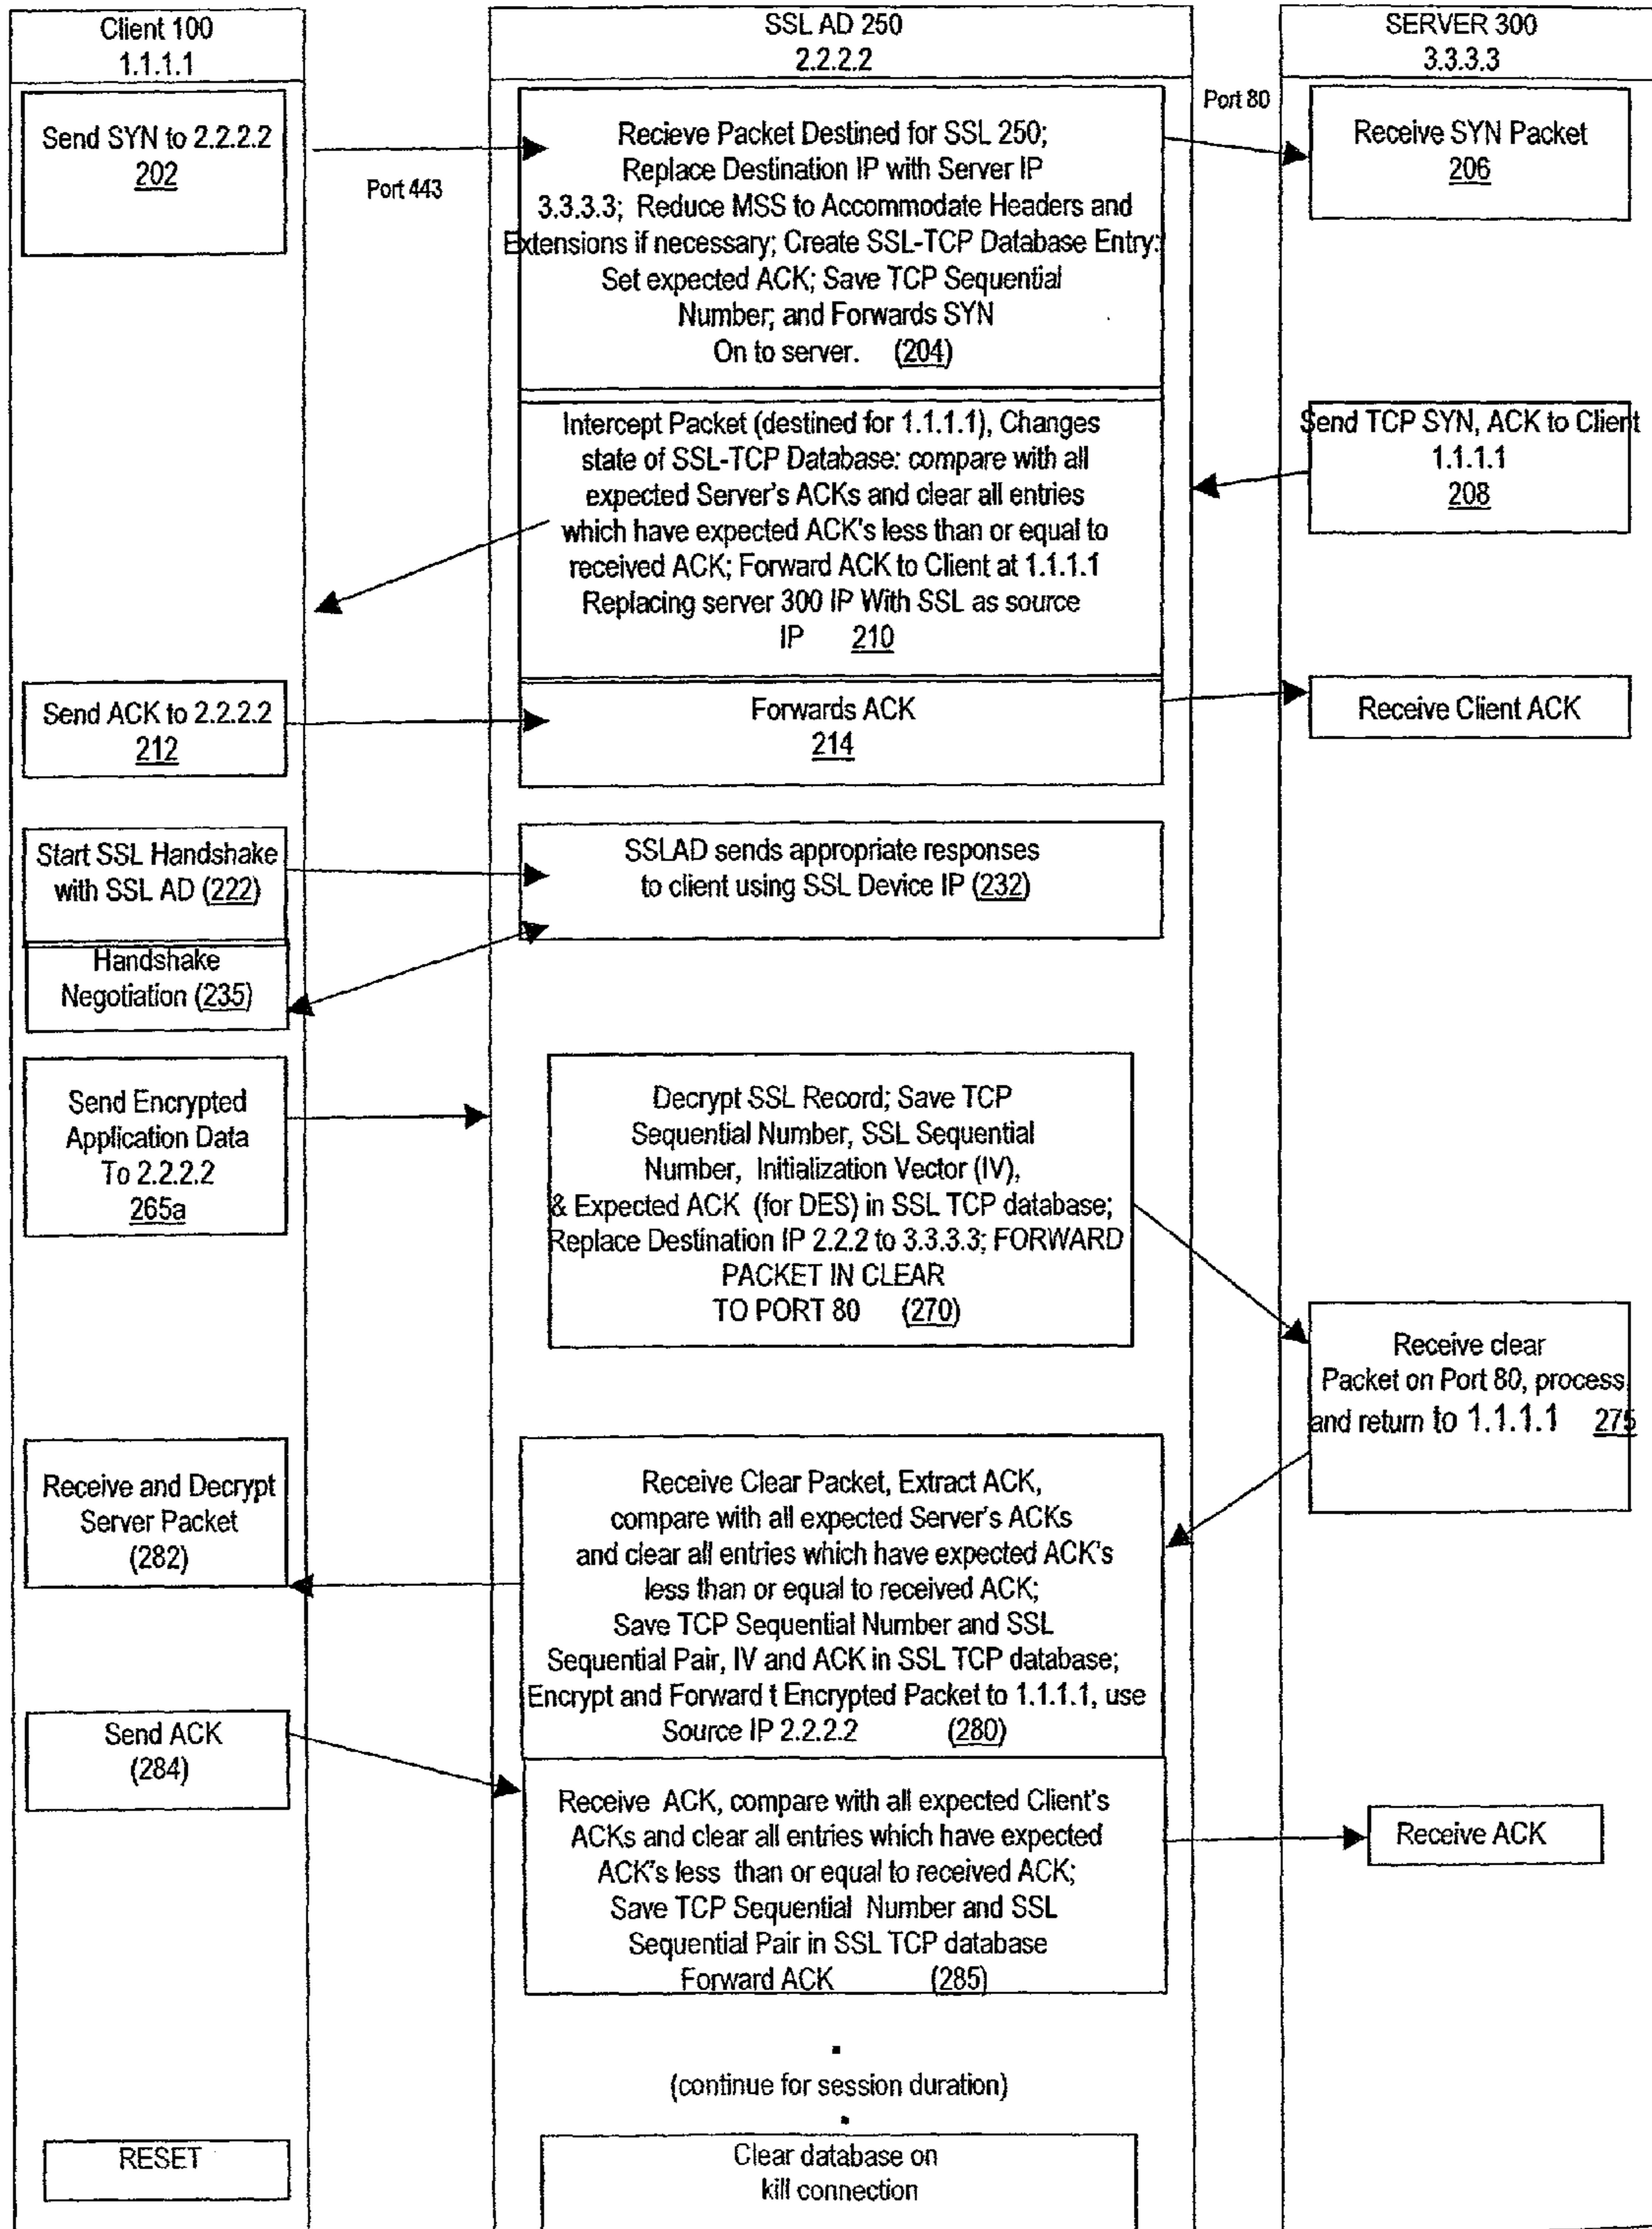 Client 100
1.1.1.1
SSL AD 250
2.2.2.2
SERVER 300
3.3.3.3
Send SYN to 2.2.2.2
202
Port 443
Recieve Packet Destined for SSL 250;
Replace Destination IP with Server IP
3.3.3.3; Reduce MSS to Accommodate Headers and
Extensions if necessary; Create SSL-TCP Database Entry:
Set expected ACK; Save TCP Sequential
Number; and Forwards SYN
On to server. (204)
Port 80
Receive SYN Packet
206
Send TCP SYN, ACK to Client
1.1.1.1
208
Intercept Packet (destined for 1.1.1.1), Changes
state of SSL-TCP Database: compare with all
expected Server's ACKs and clear all entries
which have expected ACK's less than or equal to
received ACK; Forward ACK to Client at 1.1.1.1
Replacing server 300 IP With SSL as source
IP 210
Send ACK to 2.2.2.2
212
Forwards ACK
214
Receive Client ACK
Start SSL Handshake
with SSL AD (222)
SSLAD sends appropriate responses
to client using SSL Device IP (232)
Handshake
Negotiation (235)
Send Encrypted
Application Data
To 2.2.2.2
265a
Decrypt SSL Record; Save TCP
Sequential Number, SSL Sequential
Number, Initialization Vector (IV),
& Expected ACK (for DES) in SSL TCP database;
Replace Destination IP 2.2.2 to 3.3.3.3; FORWARD
PACKET IN CLEAR
TO PORT 80 (270)
Receive clear
Packet on Port 80, process
and return to 1.1.1.1 275
Receive Clear Packet, Extract ACK,
compare with all expected Server's ACKs
and clear all entries which have expected ACK's
less than or equal to received ACK;
Save TCP Sequential Number and SSL
Sequential Pair, IV and ACK in SSL TCP database;
Encrypt and Forward t Encrypted Packet to 1.1.1.1, use
Source IP 2.2.2.2 (280)
Receive and Decrypt
Server Packet
(282)
Send ACK
(284)
Receive ACK, compare with all expected Client's
ACKs and clear all entries which have expected
ACK's less than or equal to received ACK;
Save TCP Sequential Number and SSL
Sequential Pair in SSL TCP database
Forward ACK (285)
Receive ACK
(continue for session duration)
RESET
Clear database on
kill connection